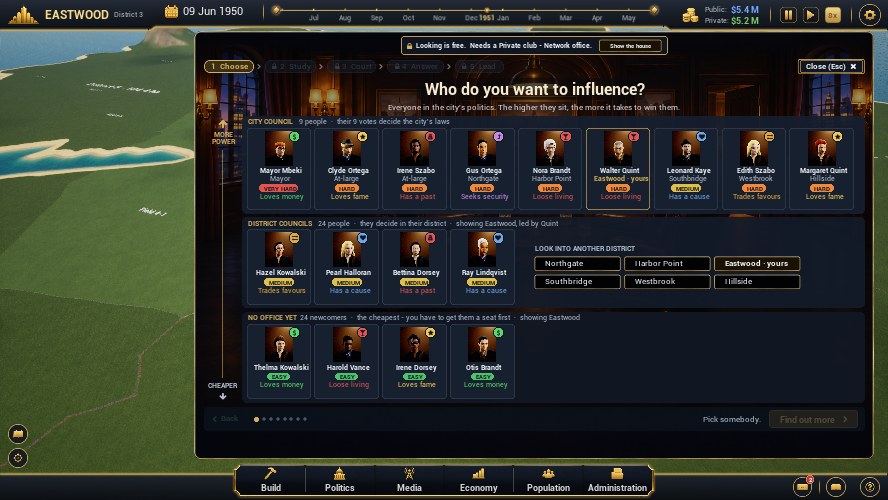 EASTWOOD District 3
09 Jun 1950
Jul Aug Sep Oct Nov Dec 1951 Jan Feb Mar Apr May
Public: $5.4 M
Private: $5.2 M
8x
Looking is free. Needs a Private club - Network office. Show the house
1 Choose 2 Study 3 Court 4 Answer 5 Lend
Close (Esc) ✖
Who do you want to influence?
Everyone in the city's politics. The higher they sit, the more it takes to win them.
MORE POWER
CITY COUNCIL 9 people · their 9 votes decide the city's laws
Mayor Mbeki Clyde Ortega Irene Szabo Gus Ortega Nora Brandt Walter Quint Leonard Kaye Edith Szabo Margaret Quint
Mayor At-large At-large Northgate Harbor Point Eastwood - yours Southbridge Westbrook Hillside
VERY HARD HARD HARD HARD HARD HARD MEDIUM HARD HARD
Loves money Loves fame Has a past Seeks security Loose living Loose living Has a cause Trades favours Loves fame
DISTRICT COUNCILS 24 people · they decide in their district · showing Eastwood, led by Quint
Hazel Kowalski Pearl Halloran Bettina Dorsey Ray Lindqvist
MEDIUM MEDIUM MEDIUM MEDIUM
Trades favours Has a cause Has a past Has a cause
LOOK INTO ANOTHER DISTRICT
Northgate Harbor Point Eastwood - yours
Southbridge Westbrook Hillside
NO OFFICE YET 24 newcomers · the cheapest - you have to get them a seat first · showing Eastwood
Thelma Kowalski Harold Vance Irene Dorsey Otis Brandt
EASY EASY EASY EASY
Loves money Loose living Loves fame Loves money
CHEAPER
Back
Pick somebody.
Find out more
Build Politics Media Economy Population Administration